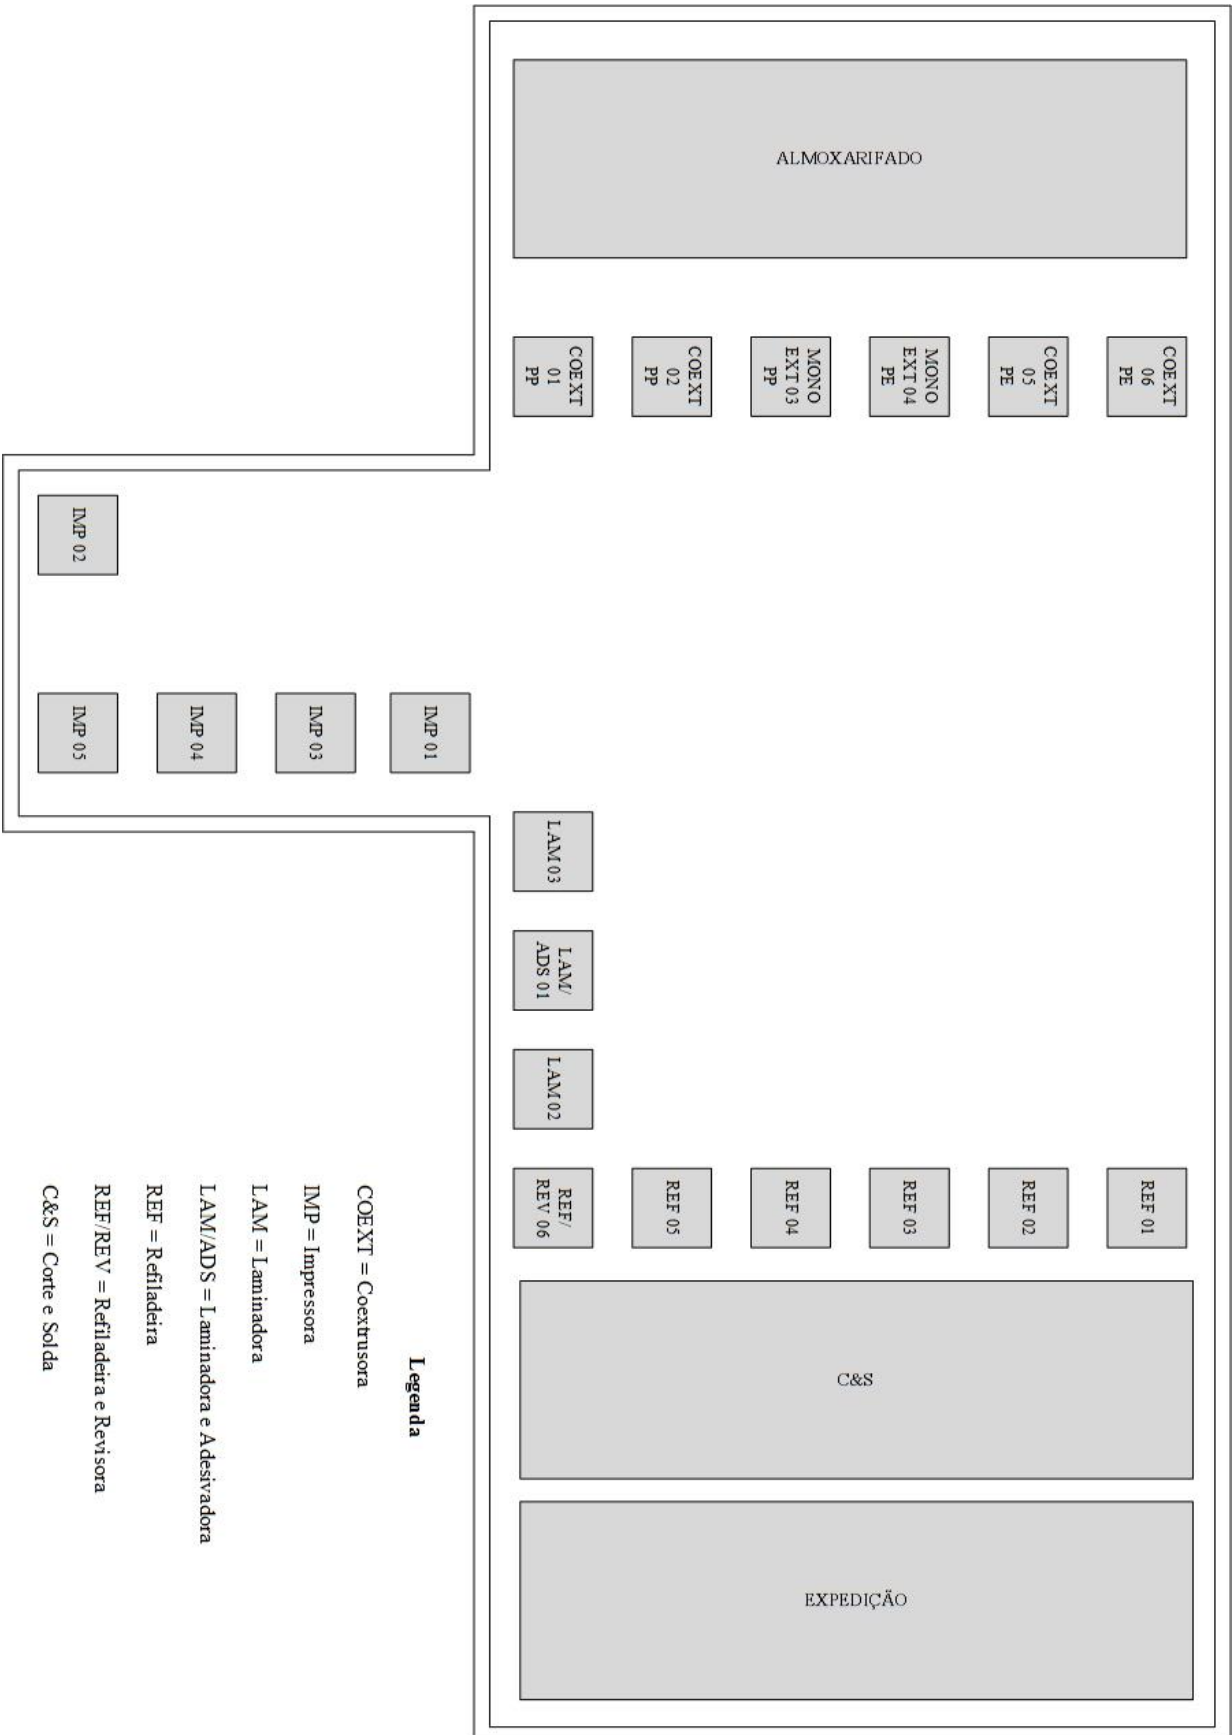 ALMOXARIFADO
COEXT
01
PP
COEXT
02
PP
MONO
EXT 03
PP
MONO
EXT 04
PE
COEXT
05
PE
COEXT
06
PE
IMP 02
IMP 05
IMP 04
IMP 03
IMP 01
LAM 03
LAM/
ADS 01
LAM 02
REF/
REV 06
REF 05
REF 04
REF 03
REF 02
REF 01
C&S
EXPEDIÇÃO
Legenda
COEXT = Coextrusora
IMP = Impressora
LAM = Laminadora
LAM/ADS = Laminadora e Adesivadora
REF = Refiladeira
REF/REV = Refiladeira e Revisora
C&S = Corte e Solda